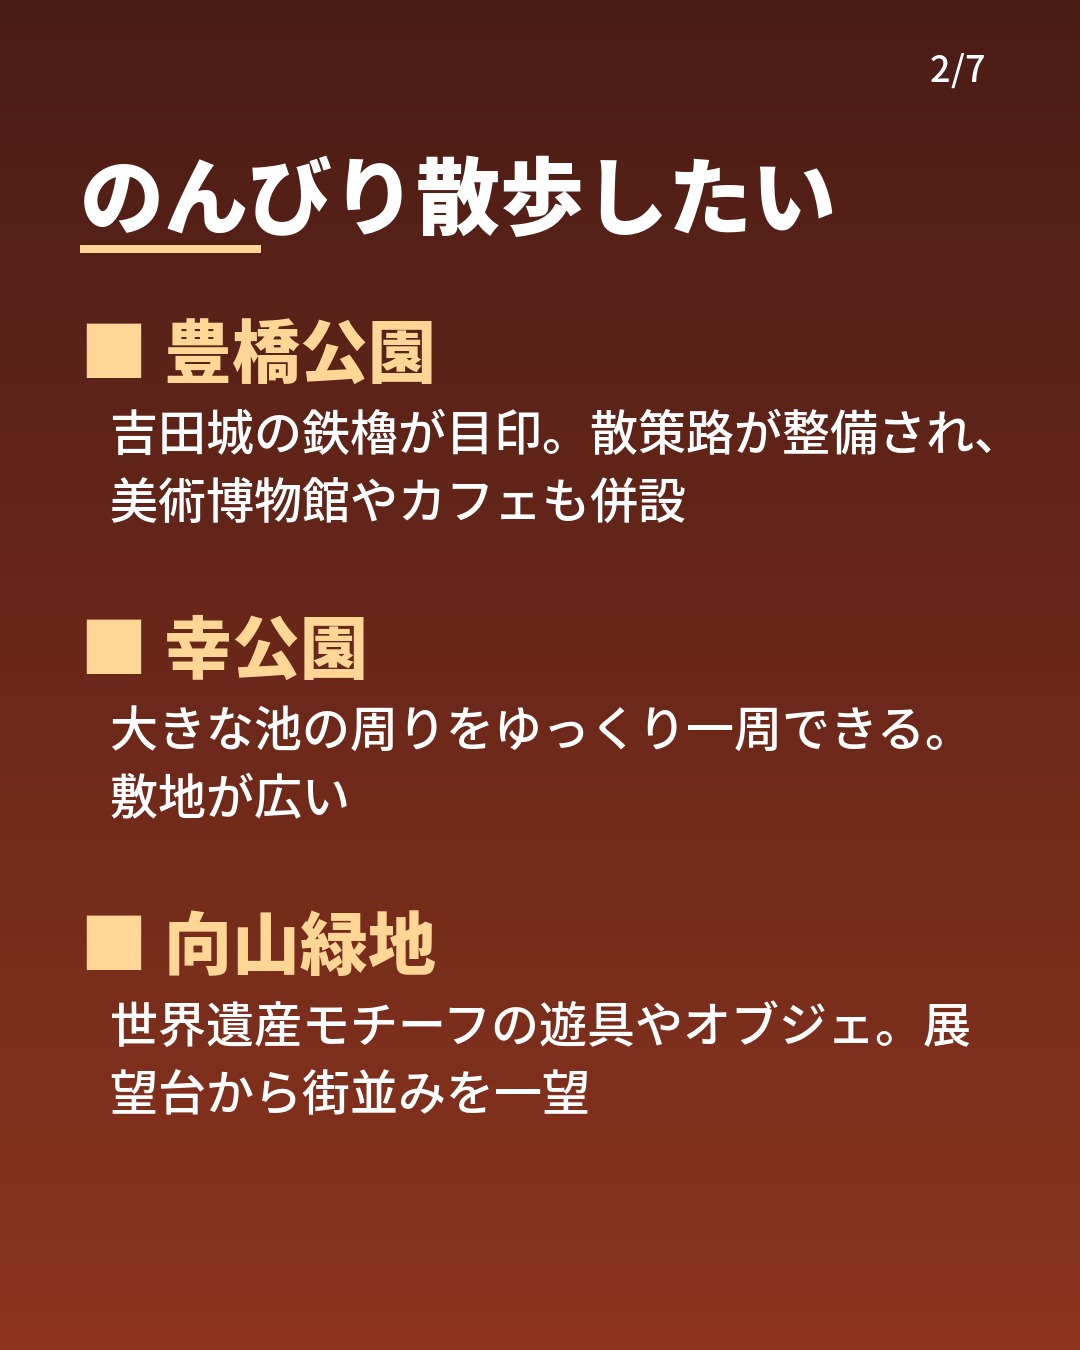 2/7
のんびり散歩したい
■ 豊橋公園
吉田城の鉄櫓が目印。散策路が整備され、
美術博物館やカフェも併設
■ 幸公園
大きな池の周りをゆっくり一周できる。
敷地が広い
■ 向山緑地
世界遺産モチーフの遊具やオブジェ。展
望台から街並みを一望